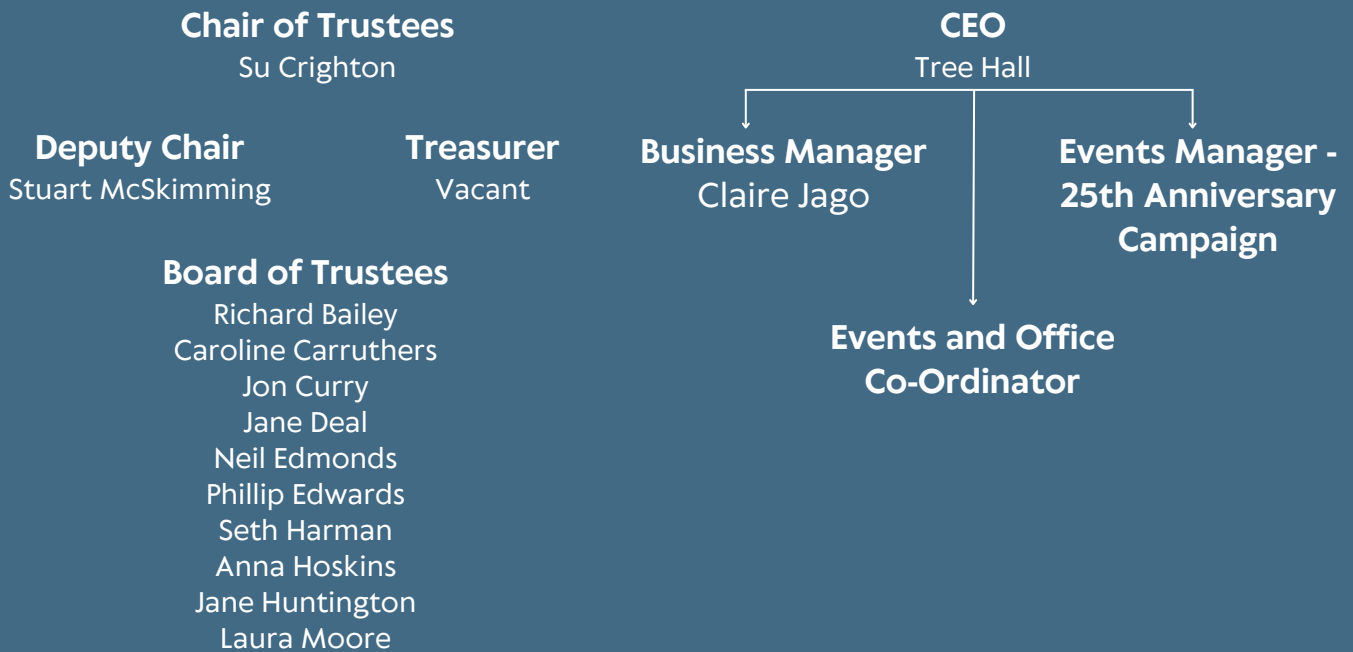 Chair of Trustees
Su Crighton
Deputy Chair
Stuart McSkimming
Treasurer
Vacant
Board of Trustees
Richard Bailey
Caroline Carruthers
Jon Curry
Jane Deal
Neil Edmonds
Phillip Edwards
Seth Harman
Anna Hoskins
Jane Huntington
Laura Moore
CEO
Tree Hall
Business Manager
Claire Jago
Events Manager -
25th Anniversary
Campaign
Events and Office
Co-Ordinator